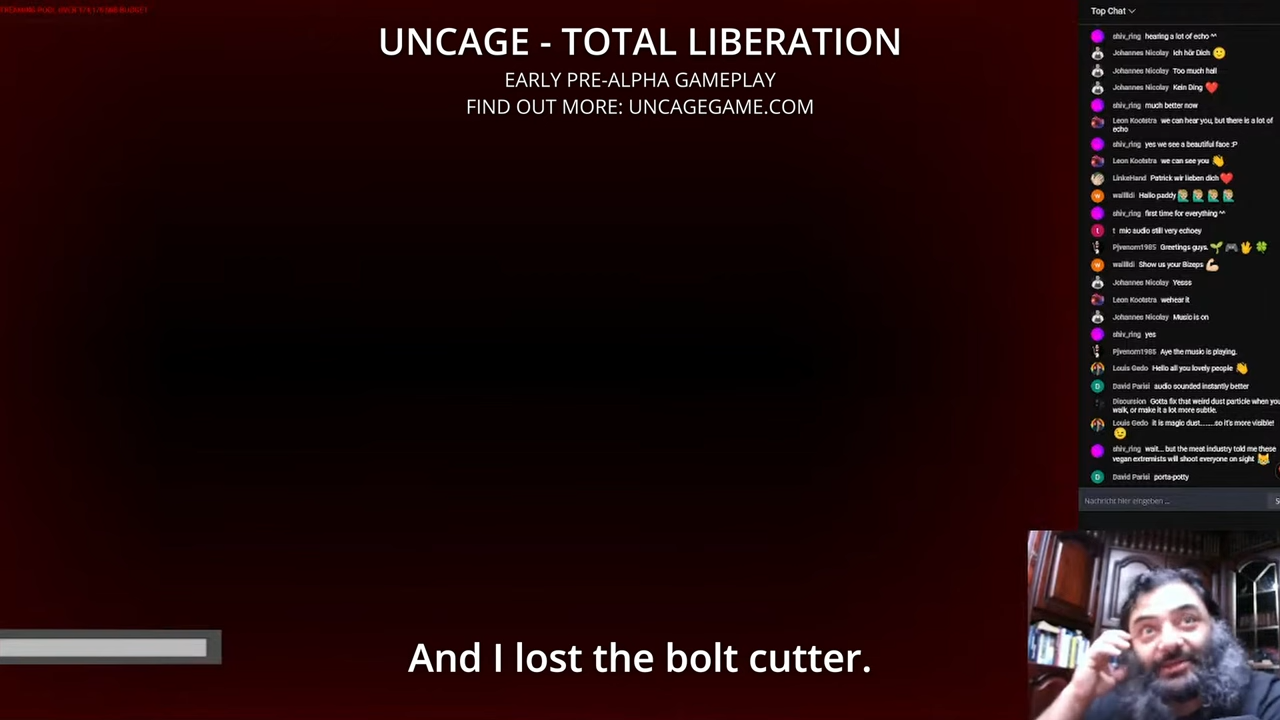 UNCAGE - TOTAL LIBERATION
EARLY PRE-ALPHA GAMEPLAY
FIND OUT MORE: UNCAGEGAME.COM
Top Chat
shiv_ring hearing a lot of echo ^^
Johannes Nicolay Ich hör Dich 🙂
Johannes Nicolay Too much hall
Johannes Nicolay Kein Ding ❤️
shiv_ring much better now
Leon Kootstra we can hear you, but there is a lot of
echo
shiv_ring yes we see a beautiful face :P
Leon Kootstra we can see you 👋
LinkeHand Patrick wir lieben dich ❤️
Hallo paddy
shiv_ring first time for everything ^^
t mic audio still very echoey
Pjvenom1985 Greetings guys. 🌱 🎮 🖖 🍀
Show us your Bizeps 💪
Johannes Nicolay Yesss
Leon Kootstra wehear it
Johannes Nicolay Music is on
shiv_ring yes
Pjvenom1985 Aye the music is playing.
Louis Gedo Hello all you lovely people 👋
David Parisi audio sounded instantly better
Discursion Gotta fix that weird dust particle when you
walk, or make it a lot more subtle.
Louis Gedo it is magic dust........so it's more visible!
😉
shiv_ring wait... but the meat industry told me these
vegan extremists will shoot everyone on sight
David Parisi porta-potty
Nachricht hier eingeben ...
And I lost the bolt cutter.